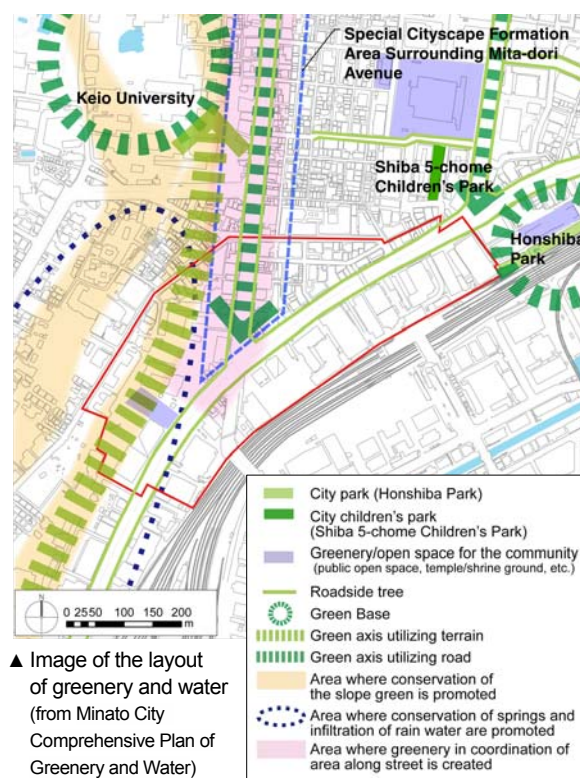 Special Cityscape Formation
Area Surrounding Mita-dori
Avenue
Keio University
Shiba 5-chome
Children's Park
Honshiba
Park
City park (Honshiba Park)
City children's park
(Shiba 5-chome Children's Park)
Greenery/open space for the community
(public open space, temple/shrine ground, etc.)
Roadside tree
Green Base
Green axis utilizing terrain
Green axis utilizing road
Area where conservation of
the slope green is promoted
Area where conservation of springs and
infiltration of rain water are promoted
Area where greenery in coordination of
area along street is created
N
0 25 50 100 150 200
m
▲ Image of the layout
of greenery and water
(from Minato City
Comprehensive Plan of
Greenery and Water)